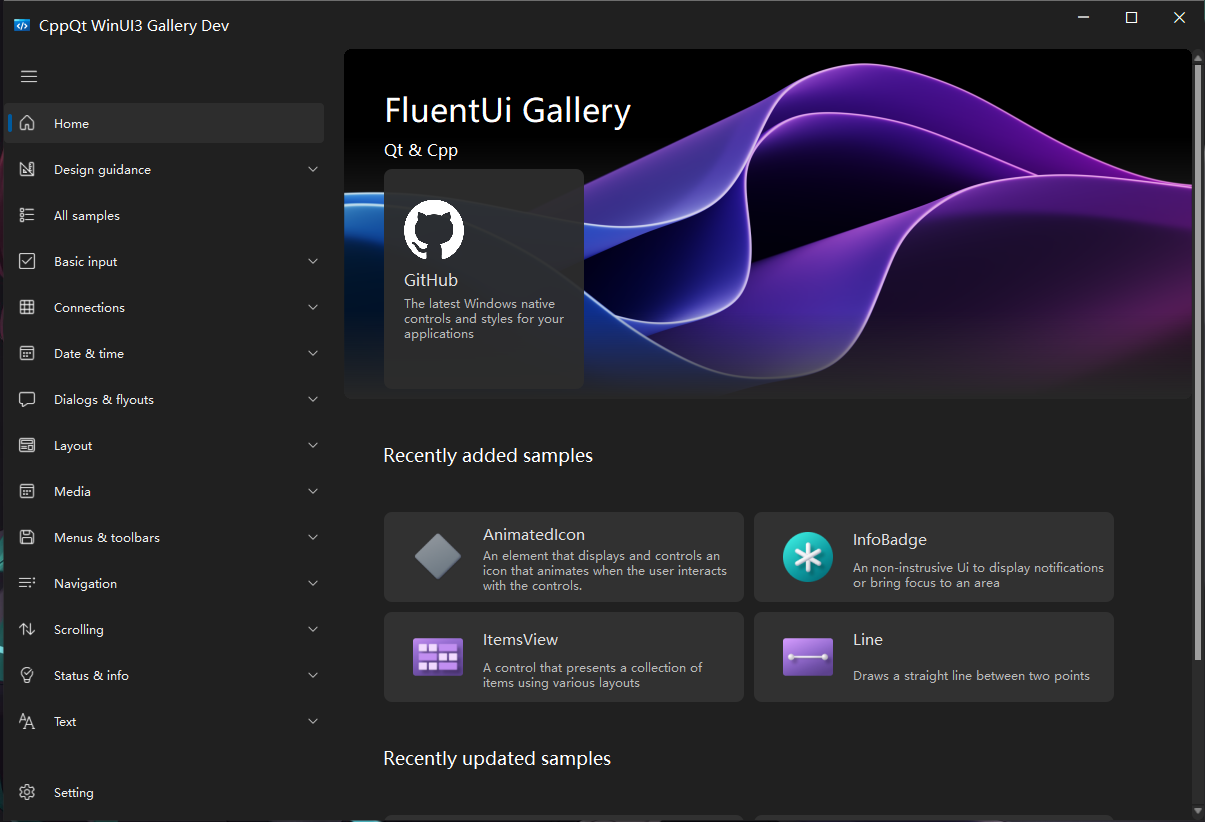 CppQt WinUI3 Gallery Dev
Home
Design guidance
All samples
Basic input
Connections
Date & time
Dialogs & flyouts
Layout
Media
Menus & toolbars
Navigation
Scrolling
Status & info
Text
Setting
FluentUi Gallery
Qt & Cpp
GitHub
The latest Windows native
controls and styles for your
applications
Recently added samples
AnimatedIcon
An element that displays and controls an
icon that animates when the user interacts
with the controls.
InfoBadge
An non-instrusive Ui to display notifications
or bring focus to an area
ItemsView
A control that presents a collection of
items using various layouts
Line
Draws a straight line between two points
Recently updated samples